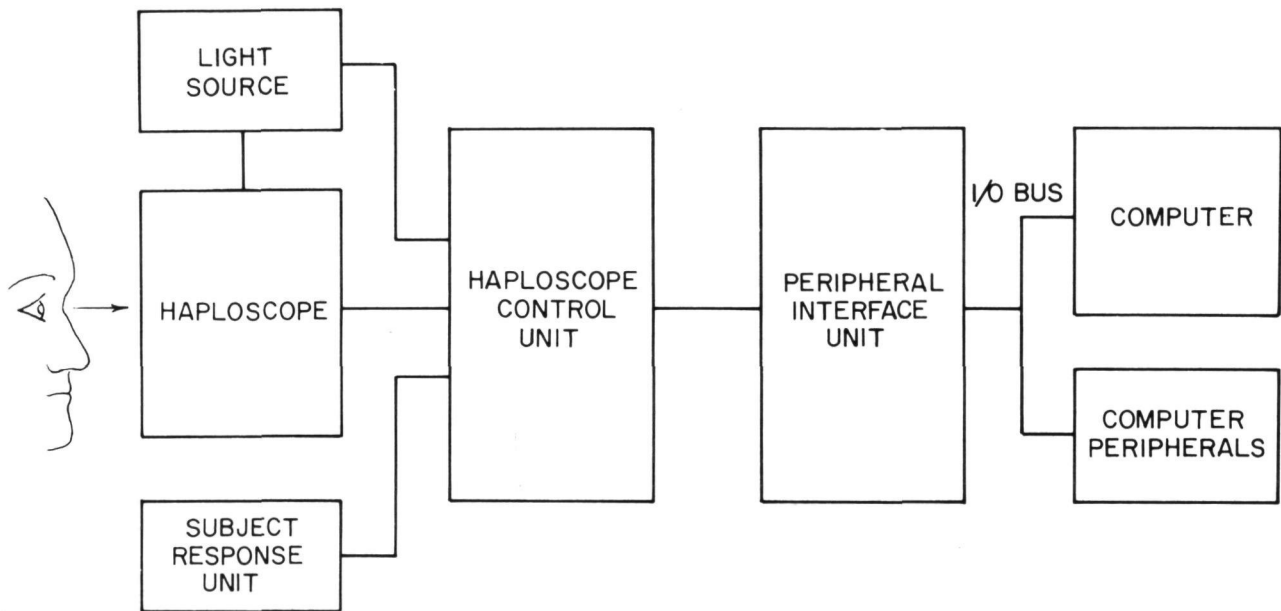 LIGHT
SOURCE
HAPLOSCOPE
SUBJECT
RESPONSE
UNIT
HAPLOSCOPE
CONTROL
UNIT
PERIPHERAL
INTERFACE
UNIT
I/O BUS
COMPUTER
COMPUTER
PERIPHERALS